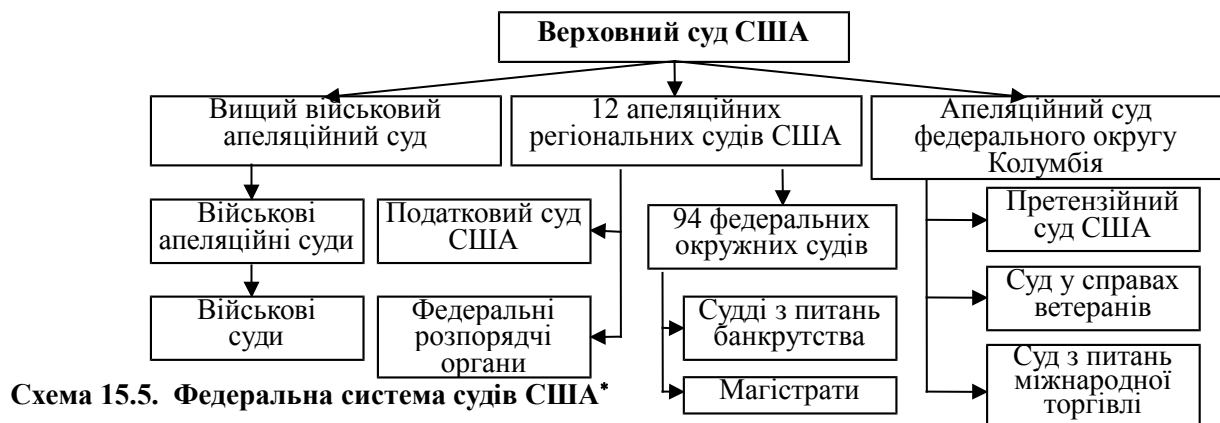 Верховний суд США
Вищий військовий
апеляційний суд
12 апеляційних
регіональних судів США
Апеляційний суд
федерального округу
Колумбія
Військові
апеляційні суди
Податковий суд
США
94 федеральних
окружних судів
Претензійний
суд США
Військові
суди
Федеральні
розпорядчі
органи
Судді з питань
банкрутства
Суд у справах
ветеранів
Магістрати
Суд з питань
міжнародної
торгівлі
Схема 15.5. Федеральна система судів США*